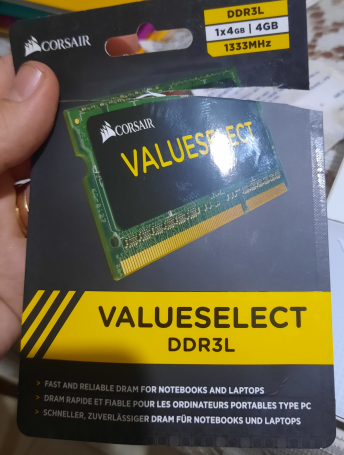 CORSAIR
DDR3L
1x4GB | 4GB
1333MHz
CORSAIR
VALUESELECT
VALUESELECT
DDR3L
> FAST AND RELIABLE DRAM FOR NOTEBOOKS AND LAPTOPS
> DRAM RAPIDE ET FIABLE POUR LES ORDINATEURS PORTABLES TYPE PC
> SCHNELLER, ZUVERLÄSSIGER DRAM FÜR NOTEBOOKS UND LAPTOPS